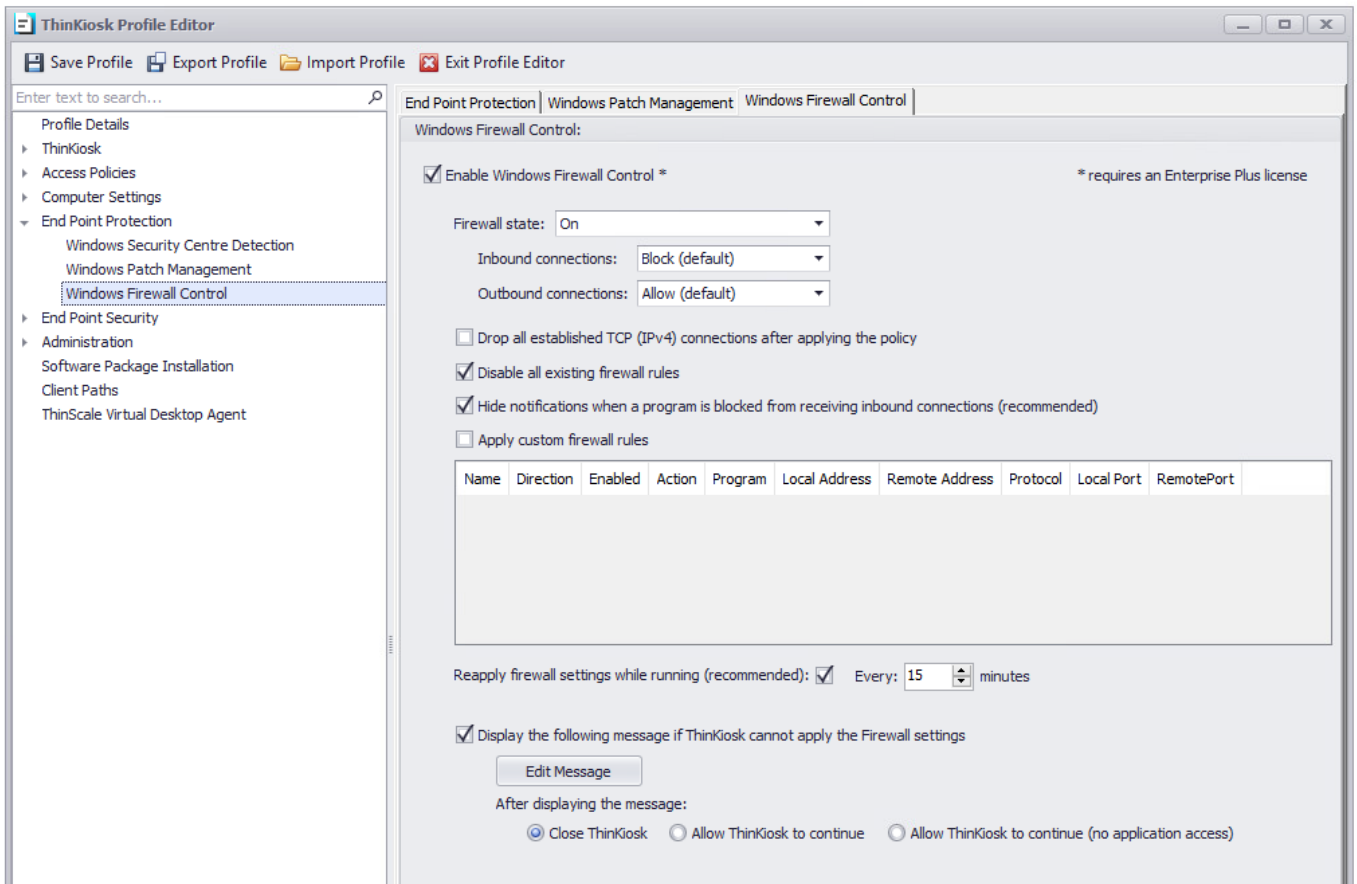 ThinKiosk Profile Editor
Save Profile Export Profile Import Profile Exit Profile Editor
Enter text to search...
Profile Details
ThinKiosk
Access Policies
Computer Settings
End Point Protection
Windows Security Centre Detection
Windows Patch Management
Windows Firewall Control
End Point Security
Administration
Software Package Installation
Client Paths
ThinScale Virtual Desktop Agent
End Point Protection Windows Patch Management Windows Firewall Control
Windows Firewall Control:
Enable Windows Firewall Control * * requires an Enterprise Plus license
Firewall state: On
Inbound connections: Block (default)
Outbound connections: Allow (default)
Drop all established TCP (IPv4) connections after applying the policy
Disable all existing firewall rules
Hide notifications when a program is blocked from receiving inbound connections (recommended)
Apply custom firewall rules
Name Direction Enabled Action Program Local Address Remote Address Protocol Local Port RemotePort
Reapply firewall settings while running (recommended): Every: 15 minutes
Display the following message if ThinKiosk cannot apply the Firewall settings
Edit Message
After displaying the message:
Close ThinKiosk Allow ThinKiosk to continue Allow ThinKiosk to continue (no application access)